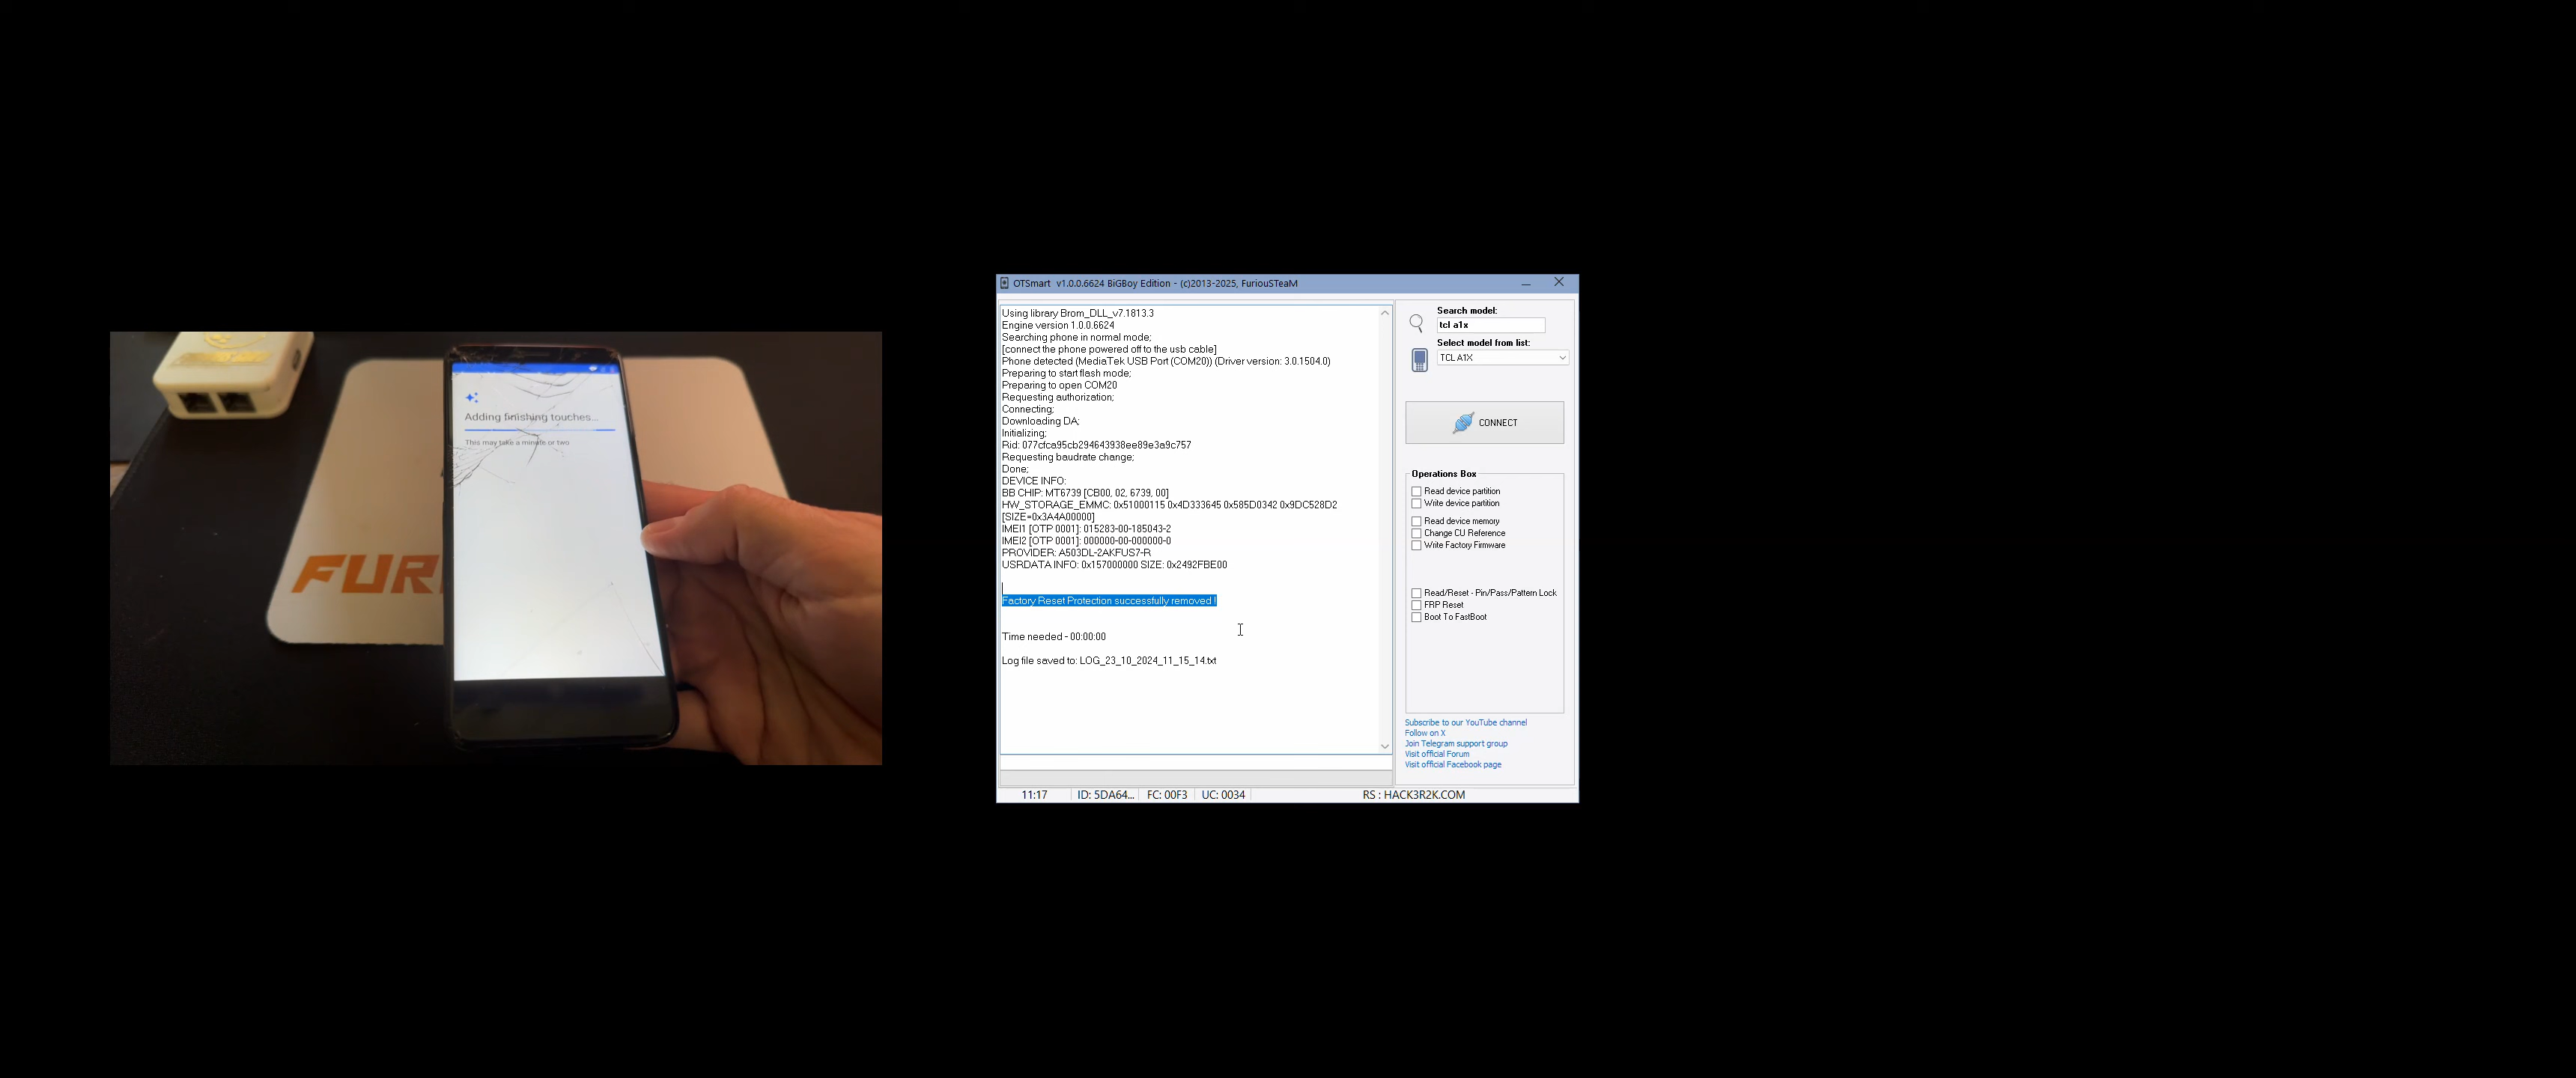 Adding finishing touches...
This may take a minute or two
FUR
OTSmart v1.0.0.6624 BiGBoy Edition - (c)2013-2025, FuriouSTeaM
Using library Brom_DLL_v7.1813.3
Engine version 1.0.0.6624
Searching phone in normal mode;
[connect the phone powered off to the usb cable]
Phone detected (MediaTek USB Port (COM20)) (Driver version: 3.0.1504.0)
Preparing to start flash mode;
Preparing to open COM20
Requesting authorization;
Connecting;
Downloading DA;
Initializing;
Rid: 077cfca95cb294643938ee89e3a9c757
Requesting baudrate change;
Done;
DEVICE INFO:
BB CHIP: MT6739 [CB00, 02, 6739, 00]
HW_STORAGE_EMMC: 0x51000115 0x4D333645 0x585D0342 0x9DC528D2
[SIZE=0x3A4A00000]
IMEI1 [OTP 0001]: 015283-00-185043-2
IMEI2 [OTP 0001]: 000000-00-000000-0
PROVIDER: A503DL-2AKFUS7-R
USRDATA INFO: 0x157000000 SIZE: 0x2492FBE00
Factory Reset Protection successfully removed !
Time needed - 00:00:00
Log file saved to: LOG_23_10_2024_11_15_14.txt
Search model:
tcl a1x
Select model from list:
TCL A1X
CONNECT
Operations Box
Read device partition
Write device partition
Read device memory
Change CU Reference
Write Factory Firmware
Read/Reset - Pin/Pass/Pattern Lock
FRP Reset
Boot To FastBoot
Subscribe to our YouTube channel
Follow on X
Join Telegram support group
Visit official Forum
Visit official Facebook page
11:17 ID: 5DA64... FC: 00F3 UC: 0034 RS : HACK3R2K.COM